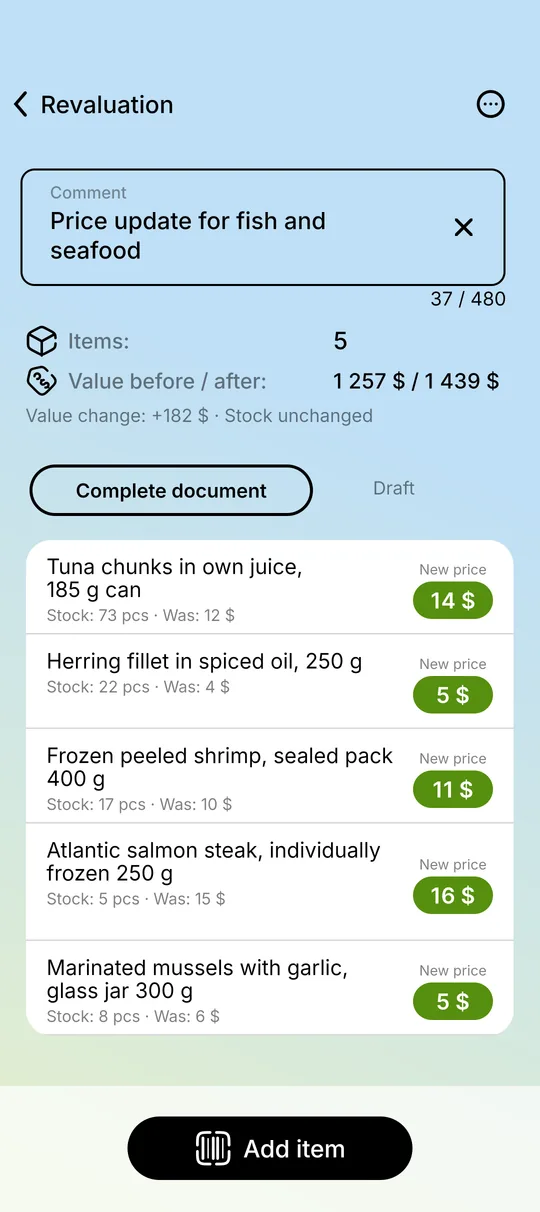 Revaluation
Comment
Price update for fish and
seafood
37 / 480
Items: 5
Value before / after: 1 257 $ / 1 439 $
Value change: +182 $ · Stock unchanged
Complete document Draft
Tuna chunks in own juice,
185 g can
Stock: 73 pcs · Was: 12 $
New price
14 $
Herring fillet in spiced oil, 250 g
Stock: 22 pcs · Was: 4 $
New price
5 $
Frozen peeled shrimp, sealed pack
400 g
Stock: 17 pcs · Was: 10 $
New price
11 $
Atlantic salmon steak, individually
frozen 250 g
Stock: 5 pcs · Was: 15 $
New price
16 $
Marinated mussels with garlic,
glass jar 300 g
Stock: 8 pcs · Was: 6 $
New price
5 $
Add item